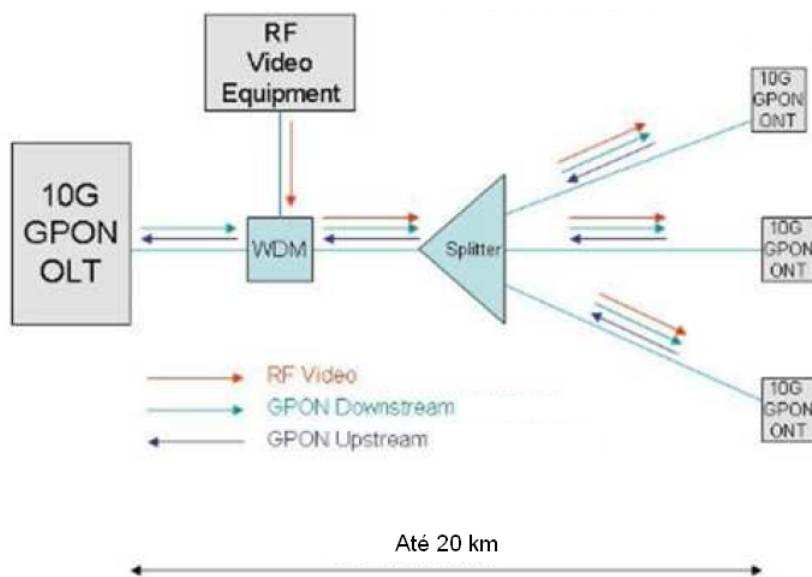 RF
Video
Equipment
10G
GPON
OLT
WDM
Splitter
10G
GPON
ONT
10G
GPON
ONT
10G
GPON
ONT
RF Video
GPON Downstream
GPON Upstream
Até 20 km